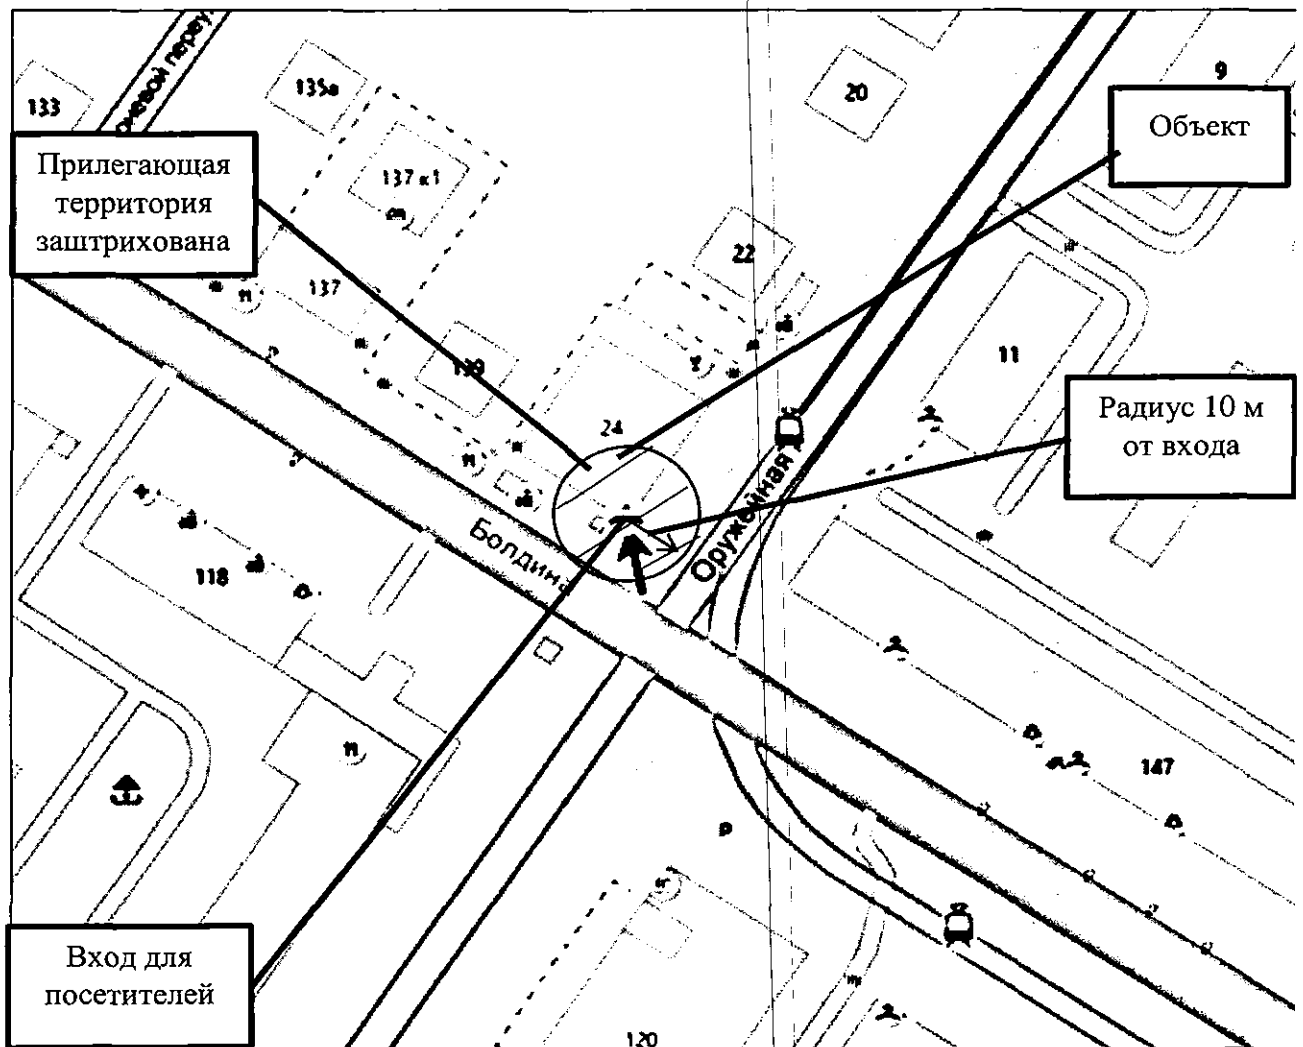 133
135а
20
9
Прилегающая
территория
заштрихована
Объект
137 к1
22
137
139
11
Радиус 10 м
от входа
24
Оружейная
Болдина
118
147
Р
Вход для
посетителей
120